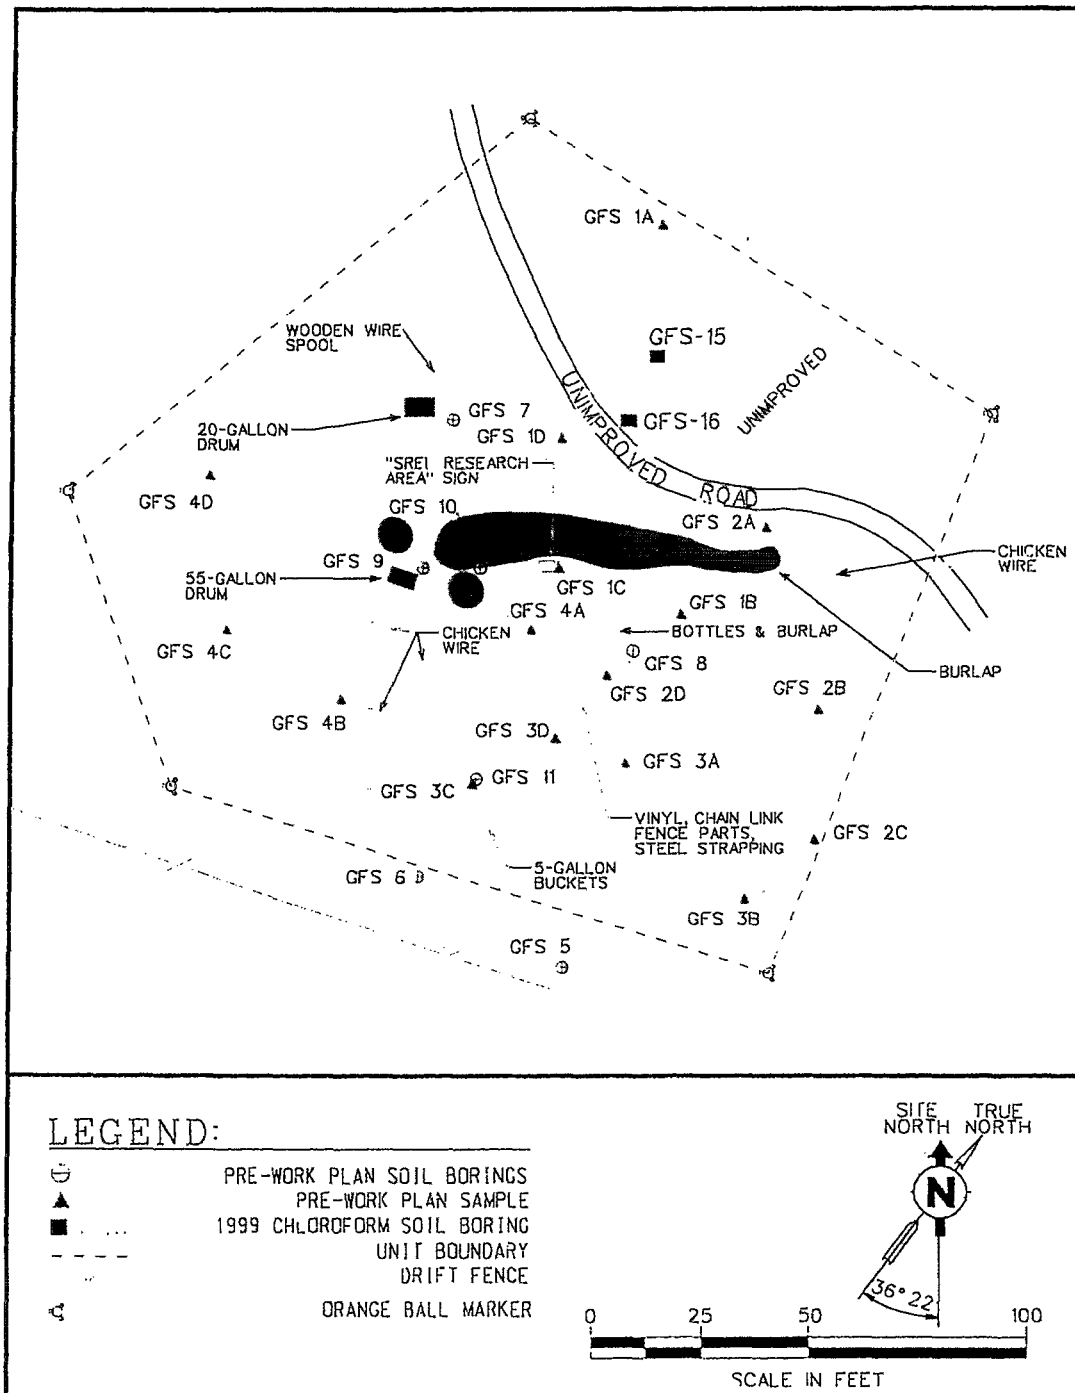 GFS 1A
WOODEN WIRE
SPOOL
GFS-15
UNIMPROVED
GFS 7
GFS-16
20-GALLON
DRUM
GFS 1D
UNIMPROVED ROAD
"SREL RESEARCH
AREA" SIGN
GFS 4D
GFS 10
GFS 2A
CHICKEN
WIRE
GFS 9
55-GALLON
DRUM
GFS 1C
GFS 4A
GFS 1B
GFS 4C
CHICKEN
WIRE
BOTTLES & BURLAP
GFS 8
BURLAP
GFS 2D
GFS 2B
GFS 4B
GFS 3D
GFS 3A
GFS 11
GFS 3C
VINYL, CHAIN LINK
FENCE PARTS,
STEEL STRAPPING
GFS 2C
5-GALLON
BUCKETS
GFS 6
GFS 3B
GFS 5
LEGEND:
PRE-WORK PLAN SOIL BORINGS
PRE-WORK PLAN SAMPLE
1999 CHLOROFORM SOIL BORING
UNIT BOUNDARY
DRIFT FENCE
ORANGE BALL MARKER
SITE
NORTH
TRUE
NORTH
N
36°22
0 25 50 100
SCALE IN FEET